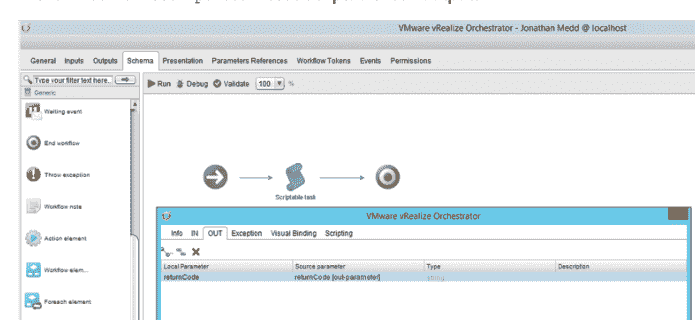 VMware vRealize Orchestrator - Jonathan Medd @ localhost
General Inputs Outputs Schema Presentation Parameters References Workflow Tokens Events Permissions
Type your filter text here...
Run Debug Validate 100 %
Generic
Waiting event
End workflow
Throw exception
Workflow note
Action element
Workflow elem...
Foreach element
Scriptable task
VMware vRealize Orchestrator
Info IN OUT Exception Visual Binding Scripting
Local Parameter Source parameter Type Description
returnCode returnCode [out-parameter] string